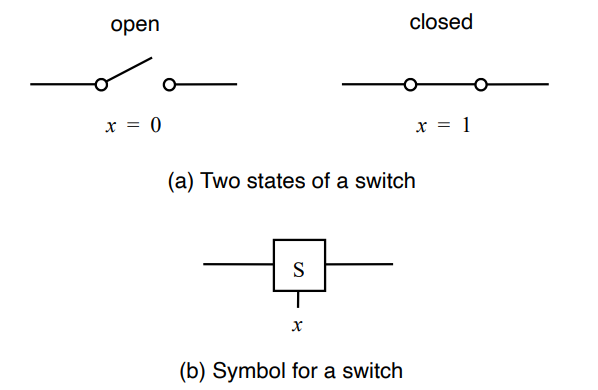 open closed
x = 0 x = 1
(a) Two states of a switch
S
x
(b) Symbol for a switch